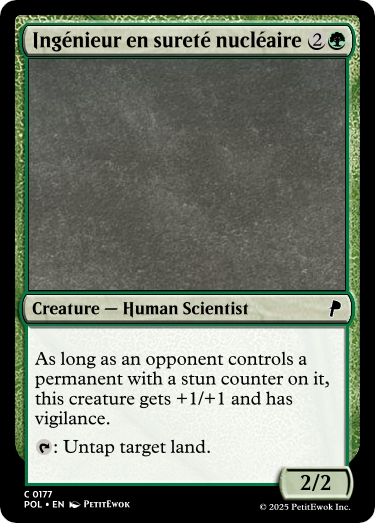 Ingénieur en sureté nucléaire 2
Creature — Human Scientist
As long as an opponent controls a
permanent with a stun counter on it,
this creature gets +1/+1 and has
vigilance.
: Untap target land.
2/2
C 0177
POL • EN PetitEwok
© 2025 PetitEwok Inc.